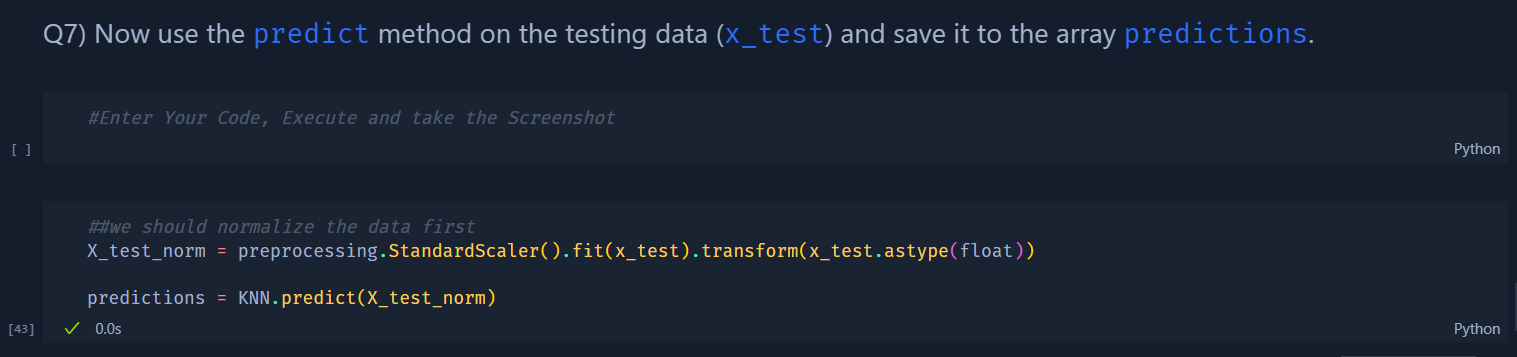 Q7) Now use the predict method on the testing data (x_test) and save it to the array predictions.
#Enter Your Code, Execute and take the Screenshot
[ ]
Python
##we should normalize the data first
X_test_norm = preprocessing.StandardScaler().fit(x_test).transform(x_test.astype(float))
predictions = KNN.predict(X_test_norm)
[43] ✓ 0.0s
Python